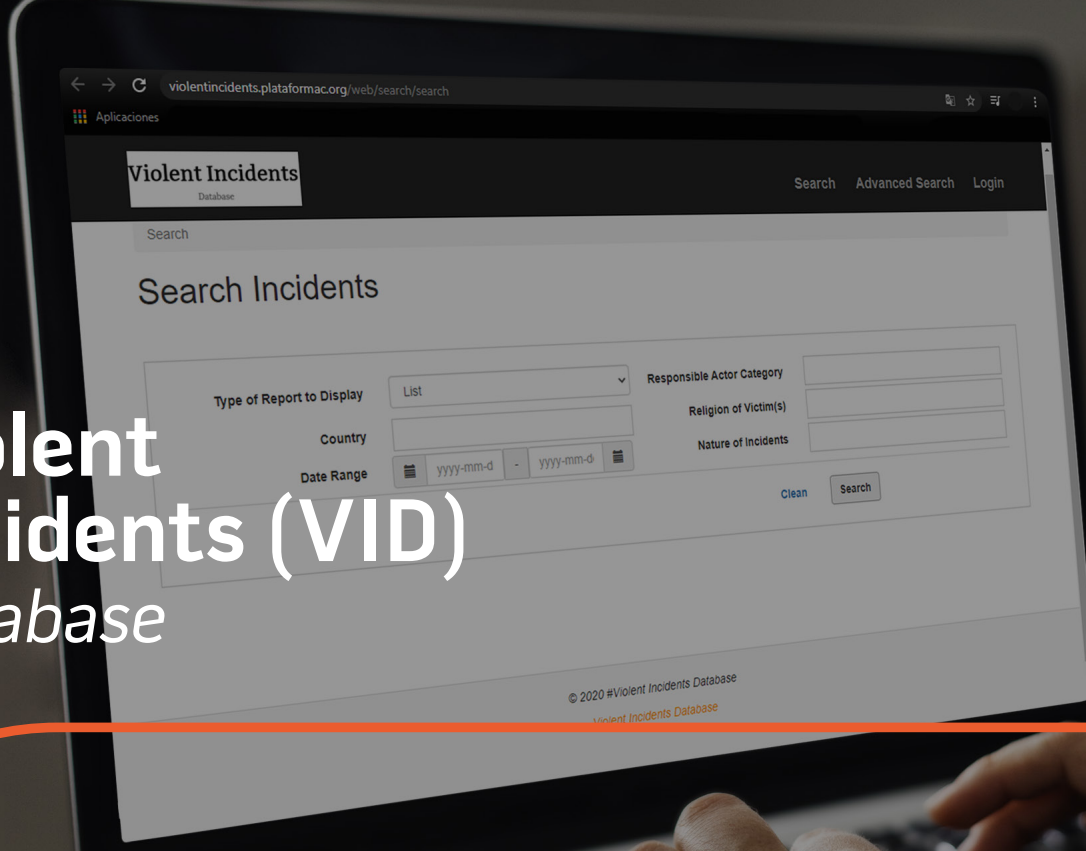 violentincidents.plataformac.org/web/search/search
Aplicaciones
Violent Incidents
Database
Search Advanced Search Login
Search
Search Incidents
Type of Report to Display
List
Country
Date Range
yyyy-mm-d - yyyy-mm-d
Responsible Actor Category
Religion of Victim(s)
Nature of Incidents
Clean
Search
olent
idents (VID)
abase
© 2020 #Violent Incidents Database
Violent Incidents Database